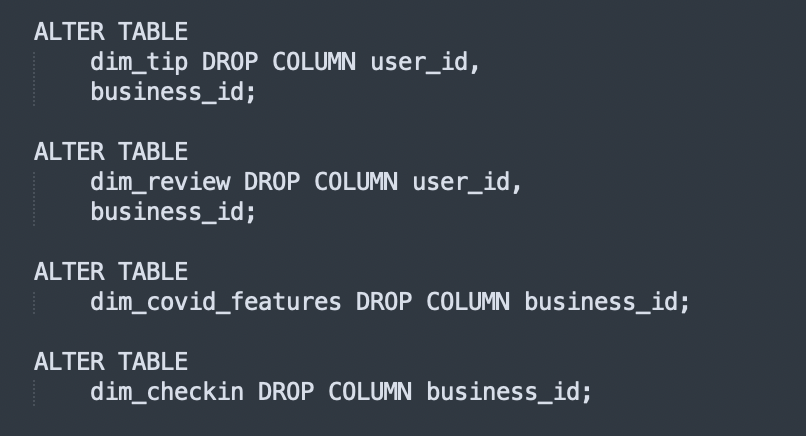 ALTER TABLE
dim_tip DROP COLUMN user_id,
business_id;
ALTER TABLE
dim_review DROP COLUMN user_id,
business_id;
ALTER TABLE
dim_covid_features DROP COLUMN business_id;
ALTER TABLE
dim_checkin DROP COLUMN business_id;